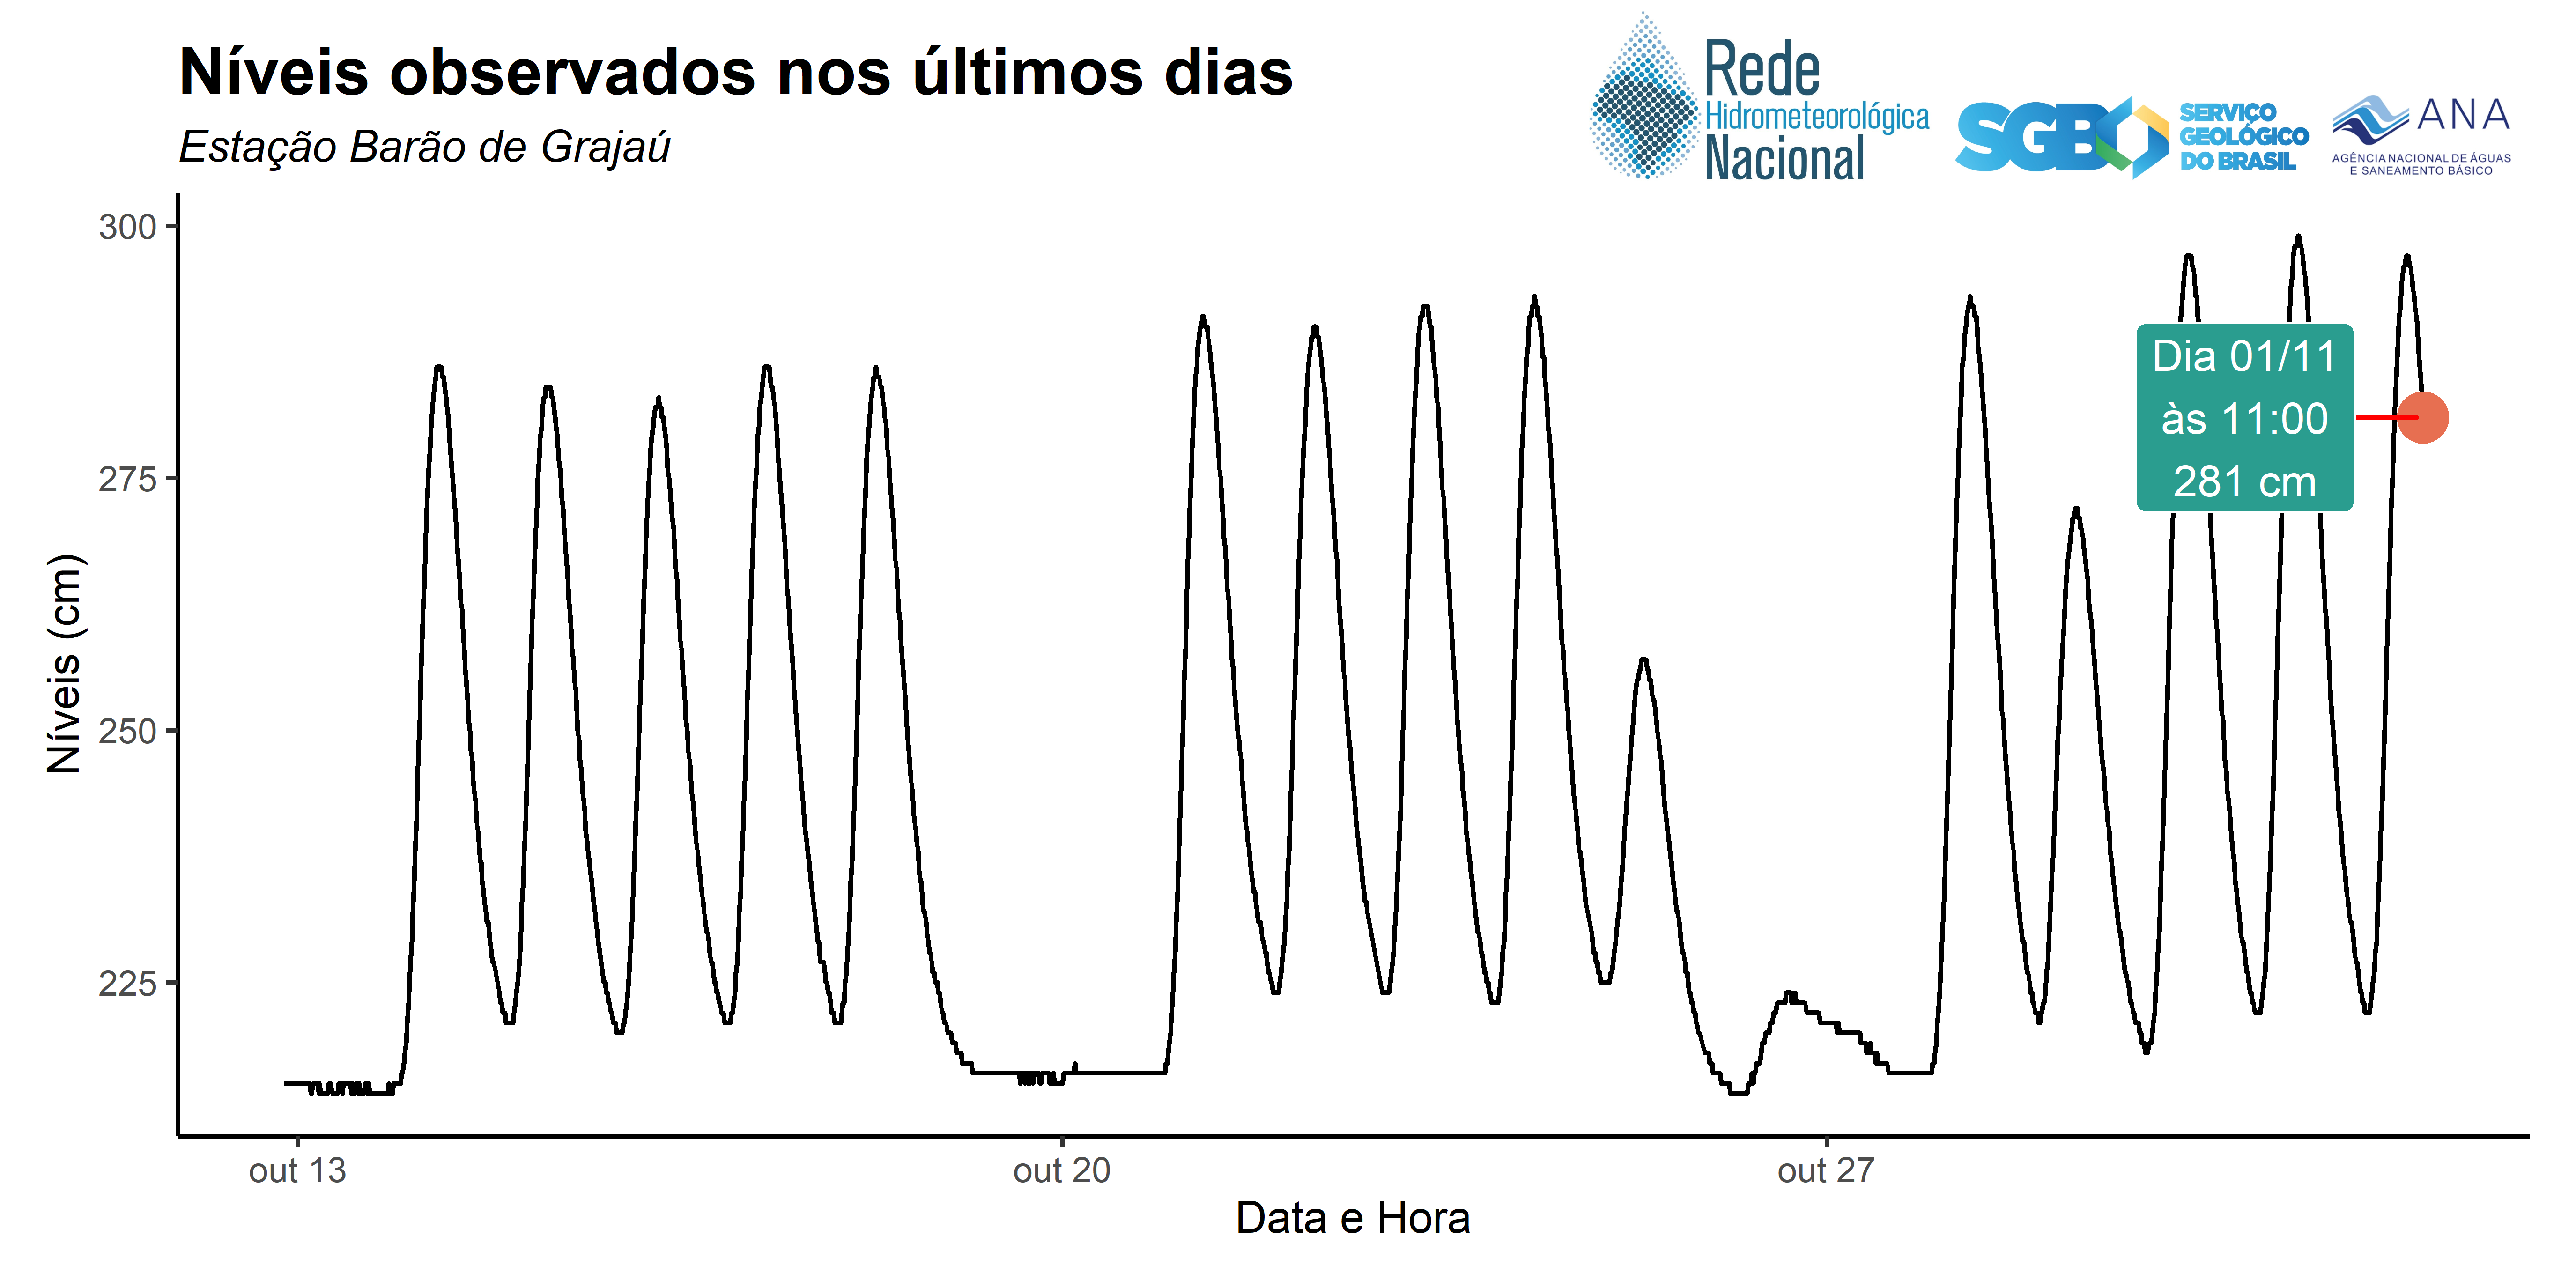 Níveis observados nos últimos dias
Estação Barão de Grajaú
Rede
Hidrometeorológica
Nacional
SGB
SERVIÇO
GEOLÓGICO
DO BRASIL
ANA
AGÊNCIA NACIONAL DE ÁGUAS
E SANEAMENTO BÁSICO
Níveis (cm)
300
275
250
225
Dia 01/11
às 11:00
281 cm
out 13
out 20
out 27
Data e Hora